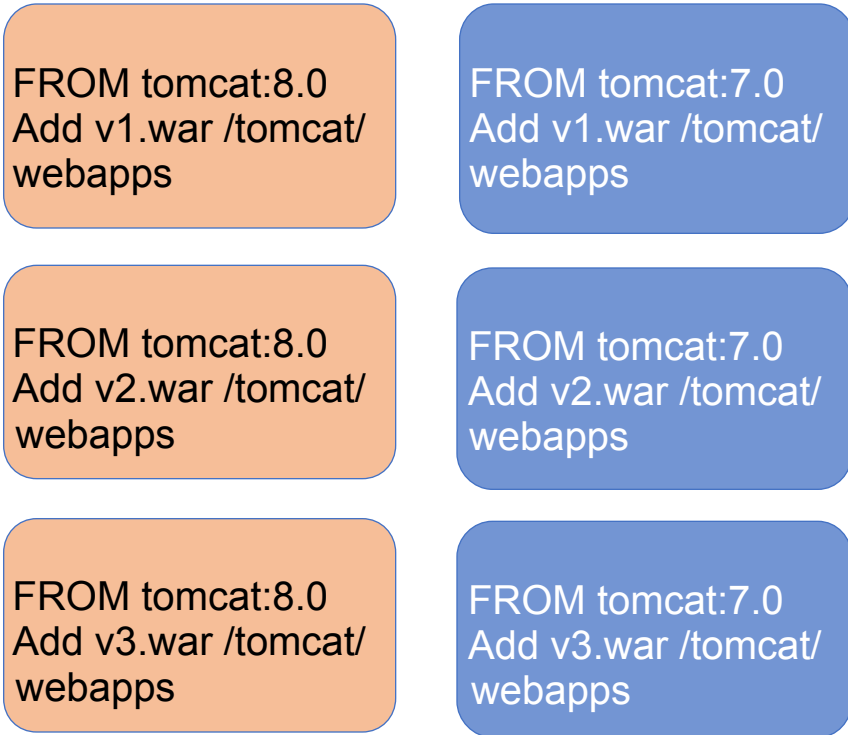 FROM tomcat:8.0
Add v1.war /tomcat/
webapps
FROM tomcat:7.0
Add v1.war /tomcat/
webapps
FROM tomcat:8.0
Add v2.war /tomcat/
webapps
FROM tomcat:7.0
Add v2.war /tomcat/
webapps
FROM tomcat:8.0
Add v3.war /tomcat/
webapps
FROM tomcat:7.0
Add v3.war /tomcat/
webapps